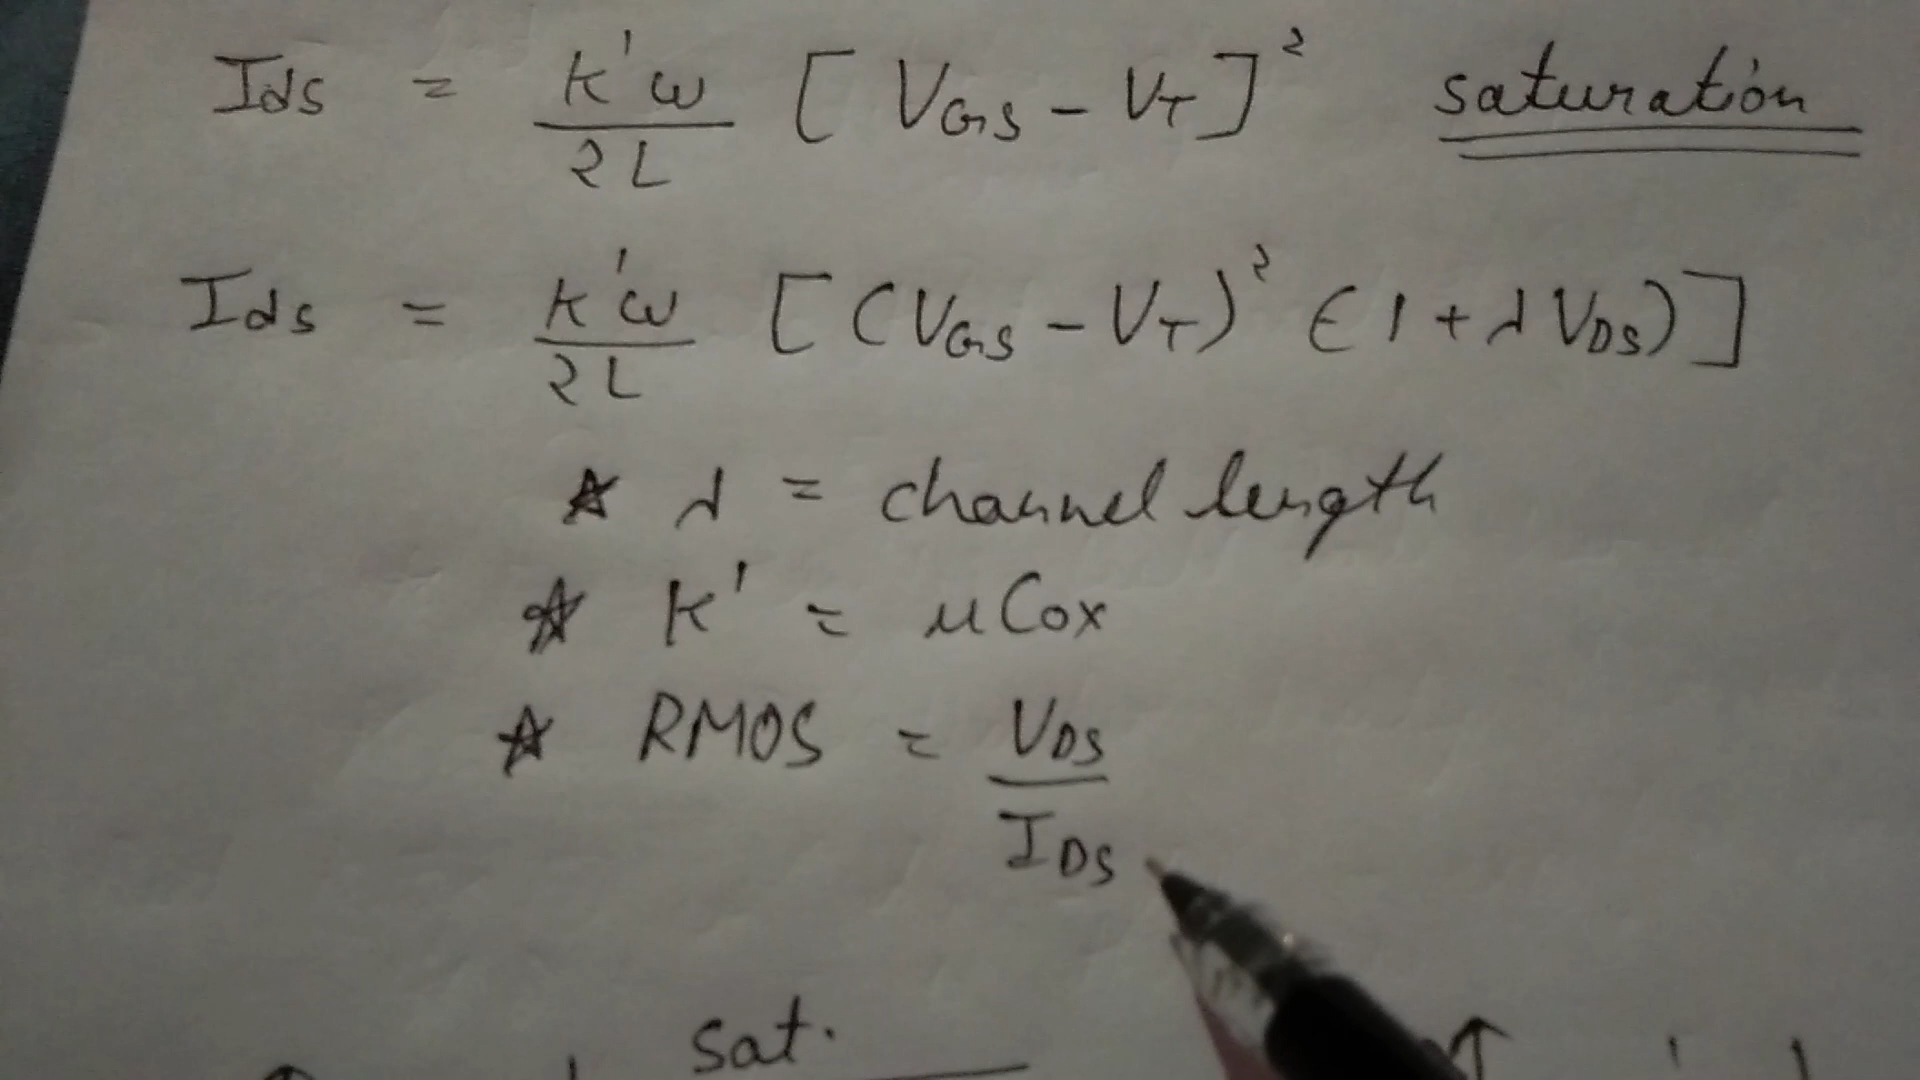 Ids = K'W / 2L [VGS - VT]² saturation
Ids = K'W / 2L [(VGS - VT)² (1 + λVDS)]
☆ λ = channel length
☆ K' = μCox
☆ RMOS = VDS / IDS
sat.